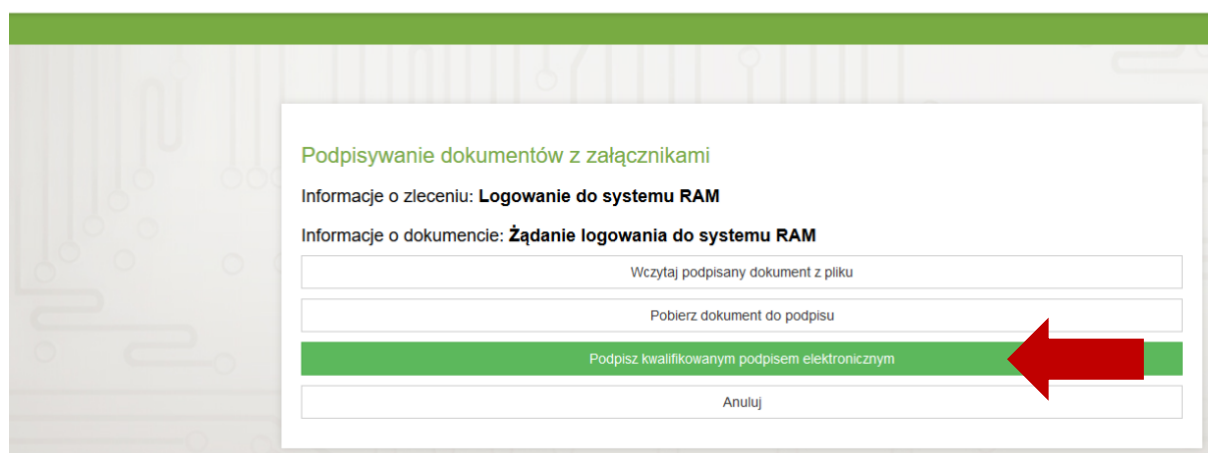 Podpisywanie dokumentów z załącznikami
Informacje o zleceniu: Logowanie do systemu RAM
Informacje o dokumencie: Żądanie logowania do systemu RAM
Wczytaj podpisany dokument z pliku
Pobierz dokument do podpisu
Podpisz kwalifikowanym podpisem elektronicznym
Anuluj